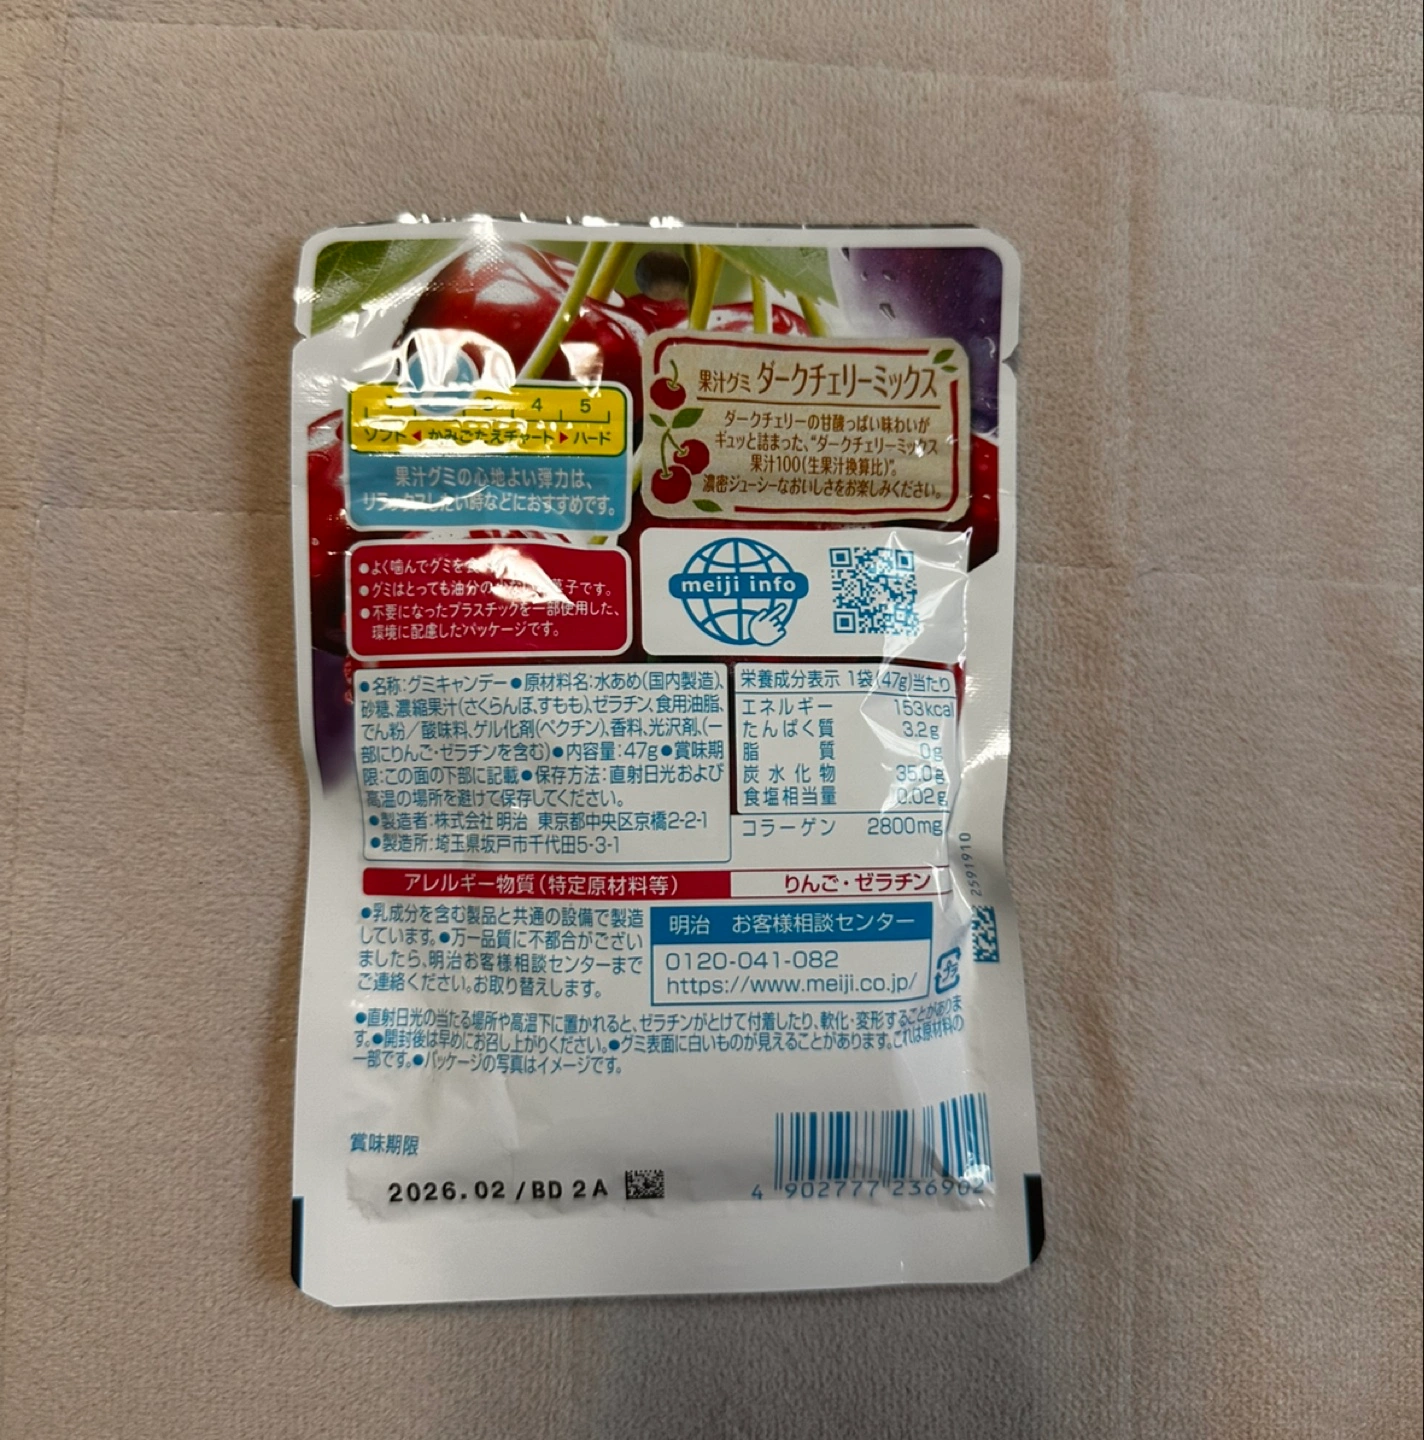 3 4 5
ソフト ◀ かみごたえチャート ▶ ハード
果汁グミの心地よい弾力は、
リラックスしたい時などにおすすめです。
果汁グミ ダークチェリーミックス
ダークチェリーの甘酸っぱい味わいが
ギュッと詰まった、“ダークチェリーミックス
果汁100(生果汁換算比)”。
濃密ジューシーなおいしさをお楽しみください。
●よく噛んでグミを
●グミはとっても油分の少ないお菓子です。
●不要になったプラスチックを一部使用した、
環境に配慮したパッケージです。
meiji info
●名称:グミキャンデー●原材料名:水あめ(国内製造)、
砂糖、濃縮果汁(さくらんぼ、すもも)、ゼラチン、食用油脂、
でん粉/酸味料、ゲル化剤(ペクチン)、香料、光沢剤、(一
部にりんご・ゼラチンを含む)●内容量:47g●賞味期
限:この面の下部に記載●保存方法:直射日光および
高温の場所を避けて保存してください。
●製造者:株式会社 明治 東京都中央区京橋2-2-1
●製造所:埼玉県坂戸市千代田5-3-1
栄養成分表示 1袋(47g)当たり
エネルギー 153kcal
たんぱく質 3.2g
脂質 0g
炭水化物 35.0g
食塩相当量 0.02g
コラーゲン 2800mg
アレルギー物質(特定原材料等) りんご・ゼラチン
●乳成分を含む製品と共通の設備で製造
しています。●万一品質に不都合がござい
ましたら、明治お客様相談センターまで
ご連絡ください。お取り替えします。
明治 お客様相談センター
0120-041-082
https://www.meiji.co.jp/
プラ
2591910
●直射日光の当たる場所や高温下に置かれると、ゼラチンがとけて付着したり、軟化・変形することがありま
す。●開封後は早めにお召し上がりください。●グミ表面に白いものが見えることがあります。これは原材料の
一部です。●パッケージの写真はイメージです。
賞味期限
2026.02/BD 2A
4 902777 236902